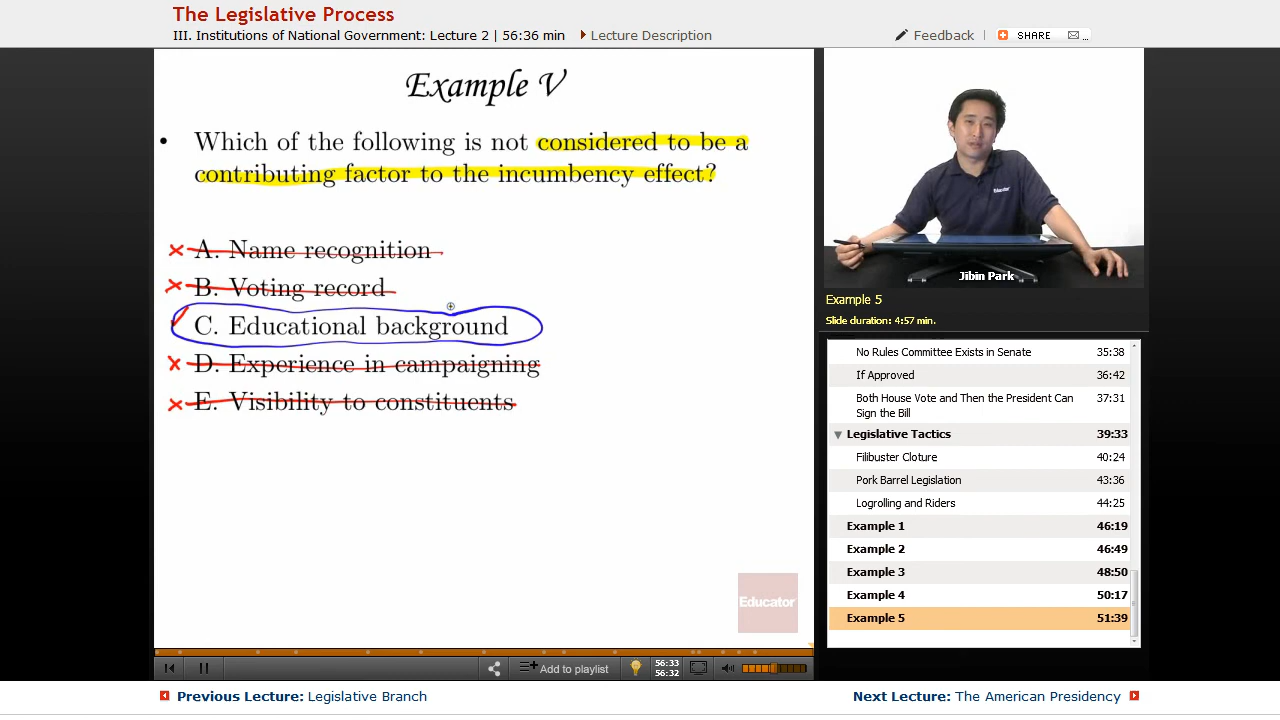 The Legislative Process
III. Institutions of National Government: Lecture 2 | 56:36 min
Lecture Description
Feedback
SHARE
Example V
• Which of the following is not considered to be a
contributing factor to the incumbency effect?
A. Name recognition
B. Voting record
C. Educational background
D. Experience in campaigning
E. Visibility to constituents
Educator
Educator
Jibin Park
Example 5
Slide duration: 4:57 min.
No Rules Committee Exists in Senate 35:38
If Approved 36:42
Both House Vote and Then the President Can 37:31
Sign the Bill
Legislative Tactics 39:33
Filibuster Cloture 40:24
Pork Barrel Legislation 43:36
Logrolling and Riders 44:25
Example 1 46:19
Example 2 46:49
Example 3 48:50
Example 4 50:17
Example 5 51:39
Add to playlist
56:33
56:32
Previous Lecture: Legislative Branch
Next Lecture: The American Presidency